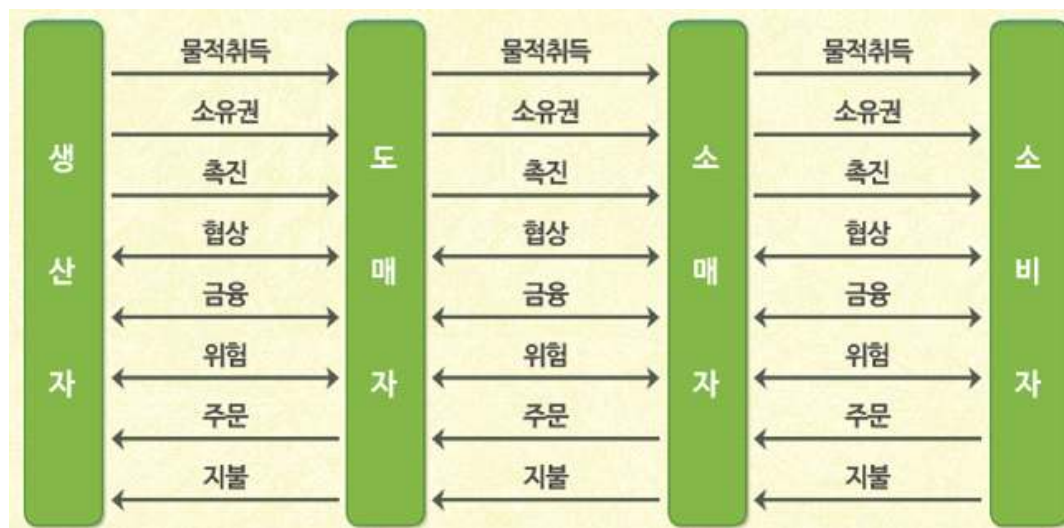 생산자
도매자
소매자
소비자
물적취득 물적취득 물적취득
소유권 소유권 소유권
촉진 촉진 촉진
협상 협상 협상
금융 금융 금융
위험 위험 위험
주문 주문 주문
지불 지불 지불